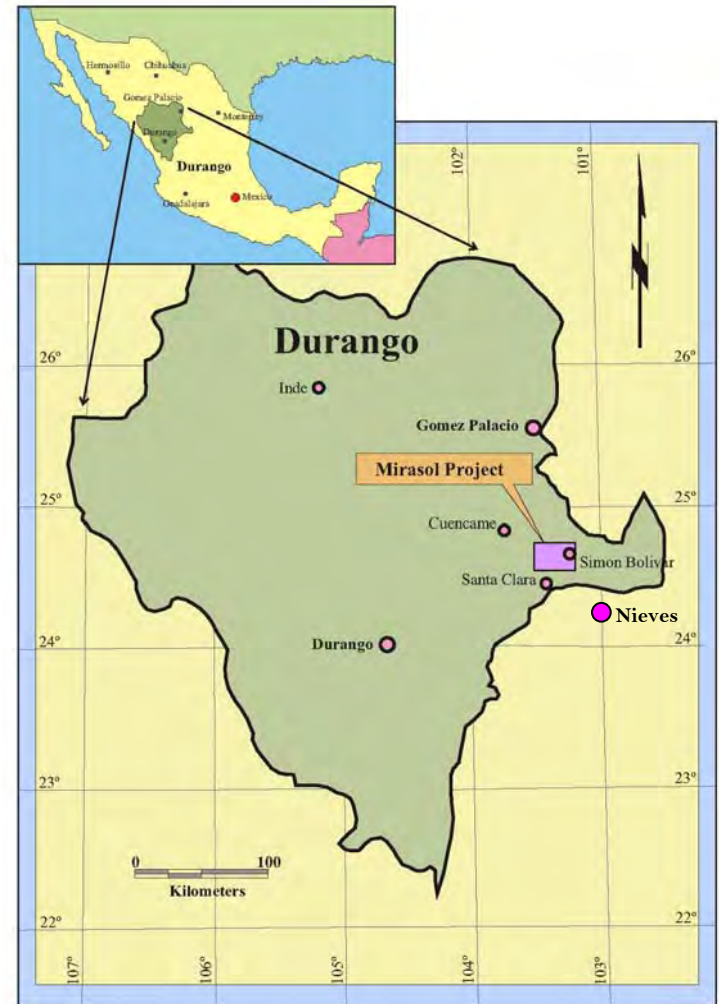 Hermosillo
Chihuahua
Gomez Palacio
Monterrey
Durango
Durango
Guadalajara
Mexico
102°
101°
Durango
26°
26°
Inde
Gomez Palacio
Mirasol Project
25°
25°
Cuencame
Simon Bolivar
Santa Clara
Nieves
24°
24°
Durango
23°
23°
0 100
Kilometers
22°
22°
107°
106°
105°
104°
103°